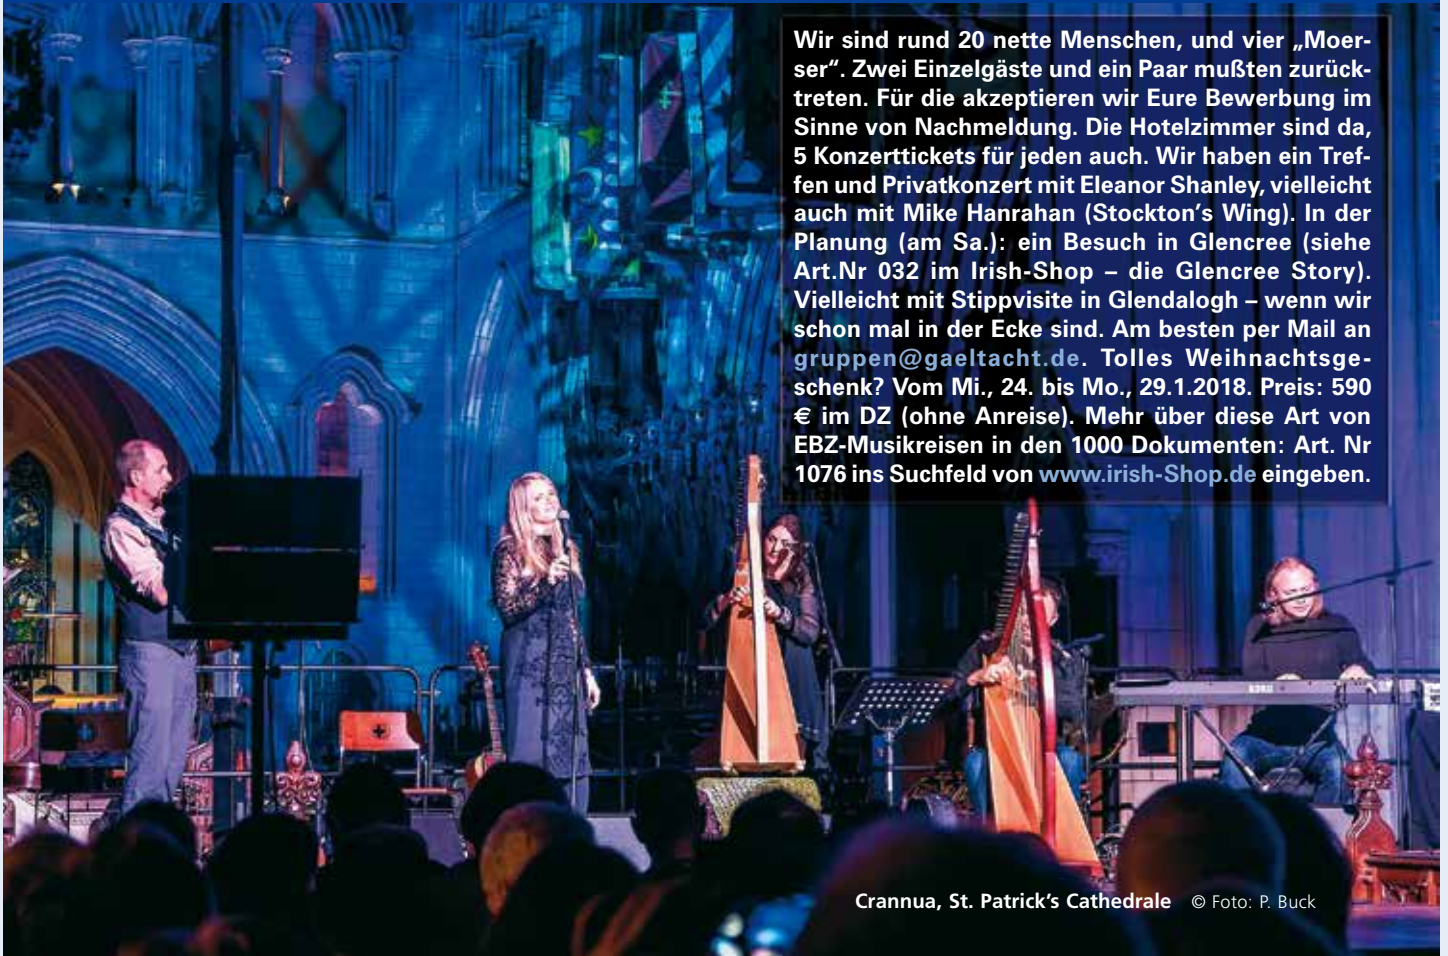 Wir sind rund 20 nette Menschen, und vier „Moer-
ser“. Zwei Einzelgäste und ein Paar mußten zurück-
treten. Für die akzeptieren wir Eure Bewerbung im
Sinne von Nachmeldung. Die Hotelzimmer sind da,
5 Konzerttickets für jeden auch. Wir haben ein Tref-
fen und Privatkonzert mit Eleanor Shanley, vielleicht
auch mit Mike Hanrahan (Stockton’s Wing). In der
Planung (am Sa.): ein Besuch in Glencree (siehe
Art.Nr 032 im Irish-Shop – die Glencree Story).
Vielleicht mit Stippvisite in Glendalogh – wenn wir
schon mal in der Ecke sind. Am besten per Mail an
gruppen@gaeltacht.de. Tolles Weihnachtsge-
schenk? Vom Mi., 24. bis Mo., 29.1.2018. Preis: 590
€ im DZ (ohne Anreise). Mehr über diese Art von
EBZ-Musikreisen in den 1000 Dokumenten: Art. Nr
1076 ins Suchfeld von www.irish-Shop.de eingeben.
KORG
Crannua, St. Patrick’s Cathedrale © Foto: P. Buck